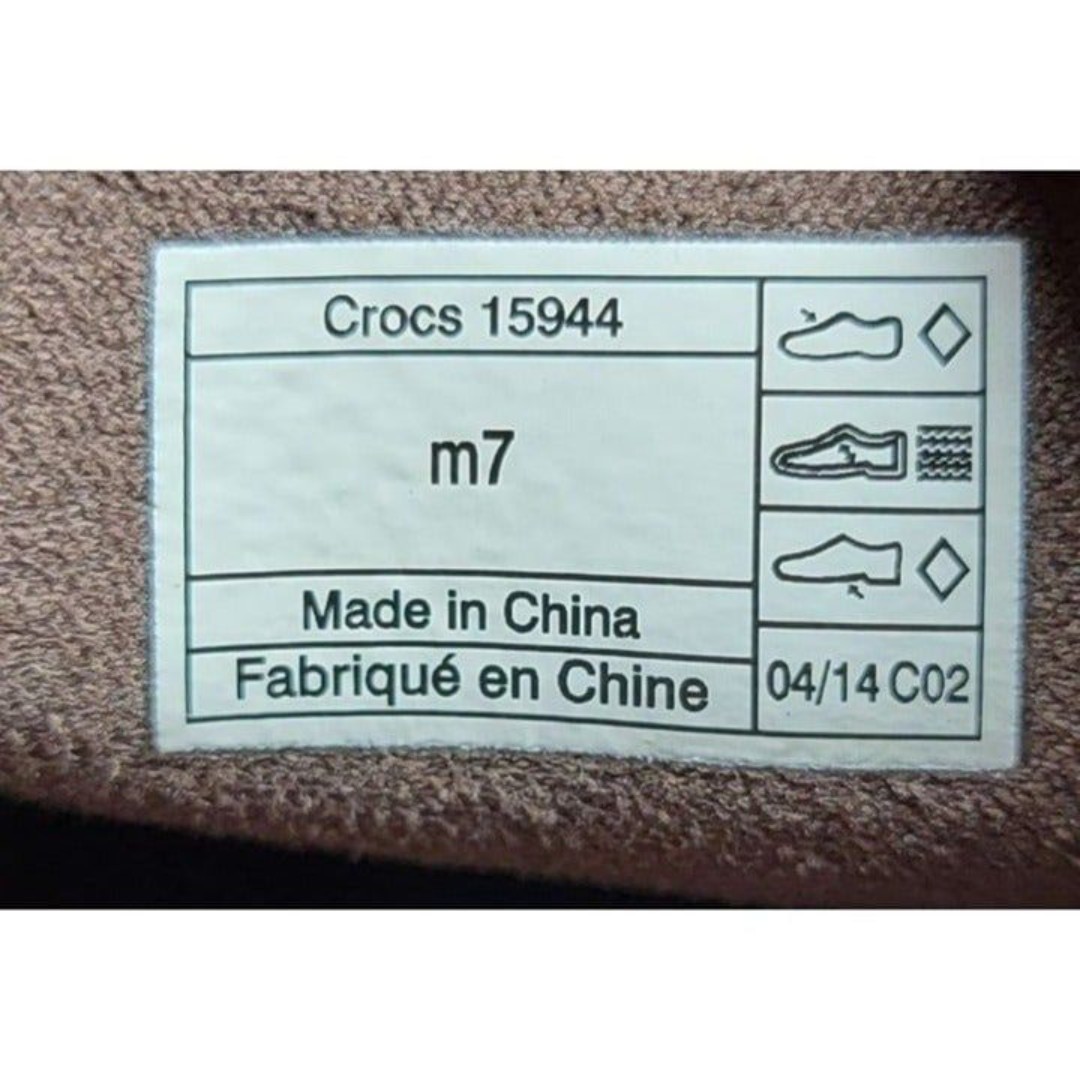 Crocs 15944
m7
Made in China
Fabriqué en Chine
04/14 C02